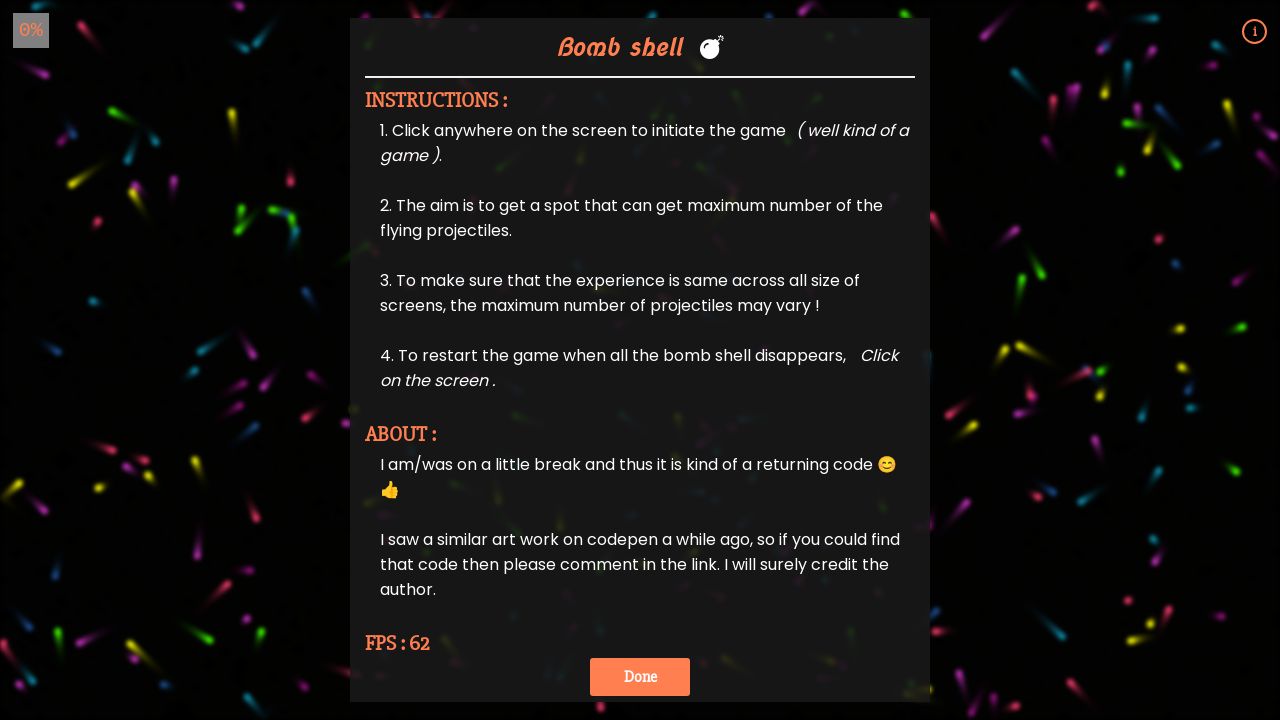 0%
i
Bomb shell 💣
INSTRUCTIONS :
1. Click anywhere on the screen to initiate the game ( well kind of a
game ).
2. The aim is to get a spot that can get maximum number of the
flying projectiles.
3. To make sure that the experience is same across all size of
screens, the maximum number of projectiles may vary !
4. To restart the game when all the bomb shell disappears, Click
on the screen .
ABOUT :
I am/was on a little break and thus it is kind of a returning code 😊
👍
I saw a similar art work on codepen a while ago, so if you could find
that code then please comment in the link. I will surely credit the
author.
FPS : 62
Done